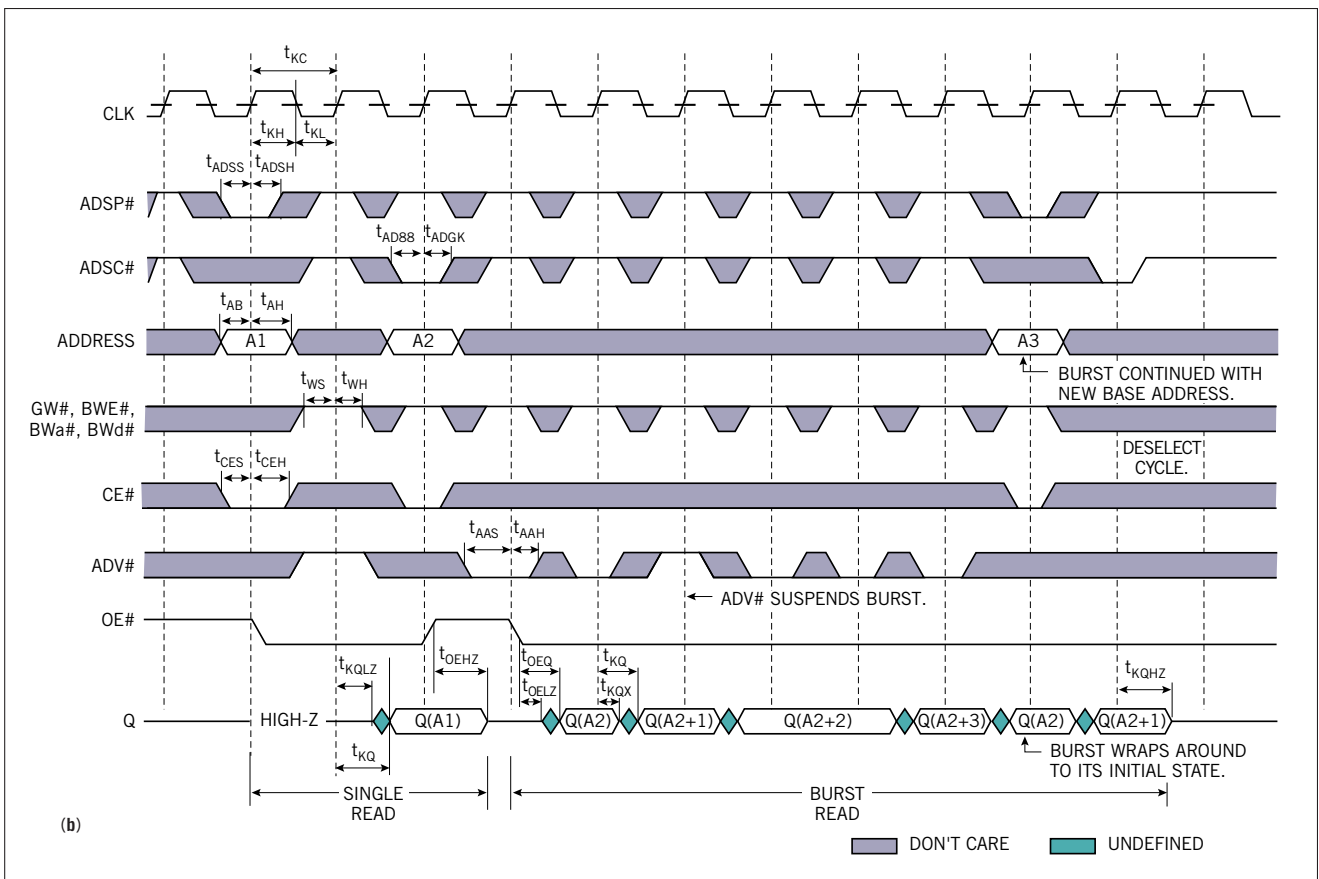 tKC
CLK
tKH tKL
tADSS tADSH
ADSP#
tAD88 tADGK
ADSC#
tAB tAH
ADDRESS A1 A2 A3
BURST CONTINUED WITH
NEW BASE ADDRESS.
tWS tWH
GW#, BWE#,
BWa#, BWd#
DESELECT
CYCLE.
tCES tCEH
CE#
tAAS tAAH
ADV#
ADV# SUSPENDS BURST.
OE#
tKQLZ tOEHZ tOEQ tKQ tKQHZ
tOELZ tKQX
Q HIGH-Z Q(A1) Q(A2) Q(A2+1) Q(A2+2) Q(A2+3) Q(A2) Q(A2+1)
tKQ
BURST WRAPS AROUND
TO ITS INITIAL STATE.
SINGLE
READ
BURST
READ
(b)
DON'T CARE UNDEFINED